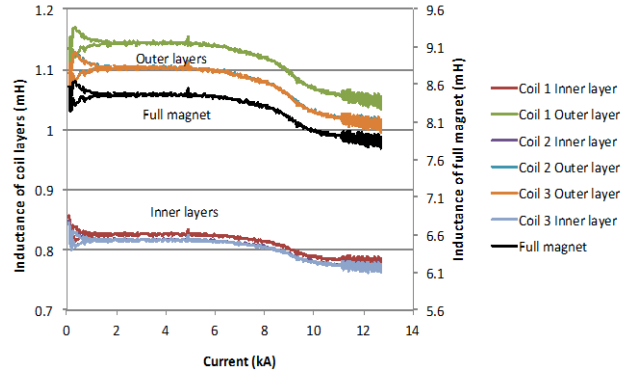 1.2
1.1
1
0.9
0.8
0.7
Inductance of coil layers (mH)
9.6
9.1
8.6
8.1
7.6
7.1
6.6
6.1
5.6
Inductance of full magnet (mH)
Outer layers
Full magnet
Inner layers
0 2 4 6 8 10 12 14
Current (kA)
Coil 1 Inner layer
Coil 1 Outer layer
Coil 2 Inner layer
Coil 2 Outer layer
Coil 3 Outer layer
Coil 3 Inner layer
Full magnet